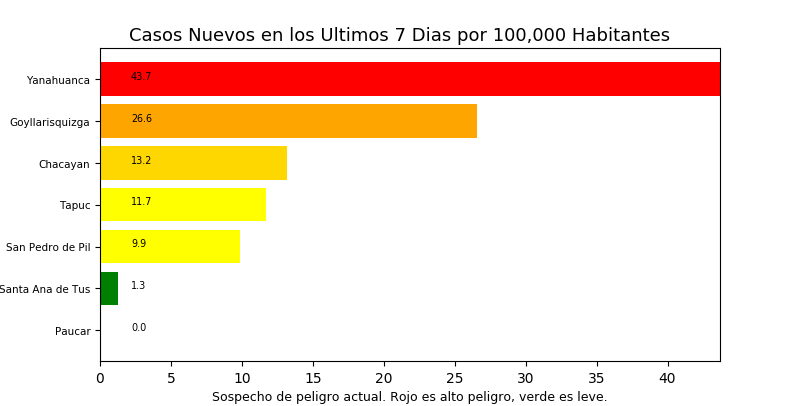 Casos Nuevos en los Ultimos 7 Dias por 100,000 Habitantes
Yanahuanca 43.7
Goyllarisquizga 26.6
Chacayan 13.2
Tapuc 11.7
San Pedro de Pil 9.9
Santa Ana de Tus 1.3
Paucar 0.0
0 5 10 15 20 25 30 35 40
Sospecho de peligro actual. Rojo es alto peligro, verde es leve.